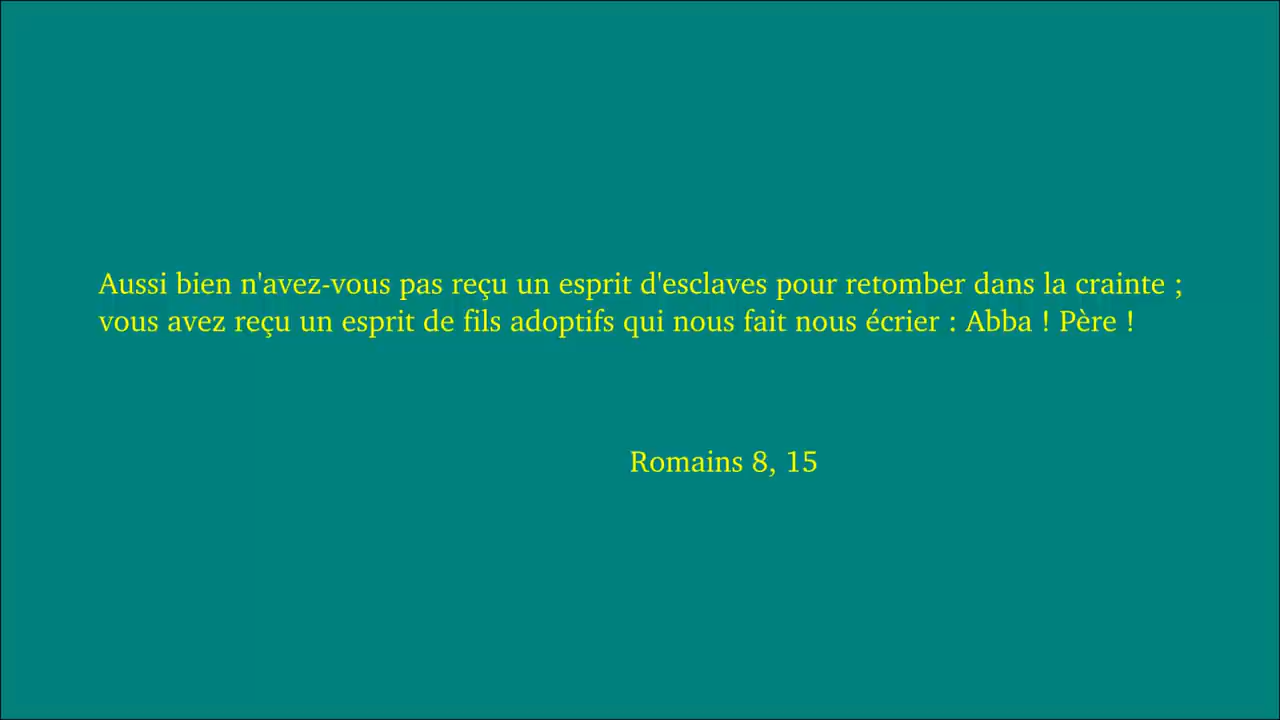 Aussi bien n'avez-vous pas reçu un esprit d'esclaves pour retomber dans la crainte ;
vous avez reçu un esprit de fils adoptifs qui nous fait nous écrier : Abba ! Père !
Romains 8, 15